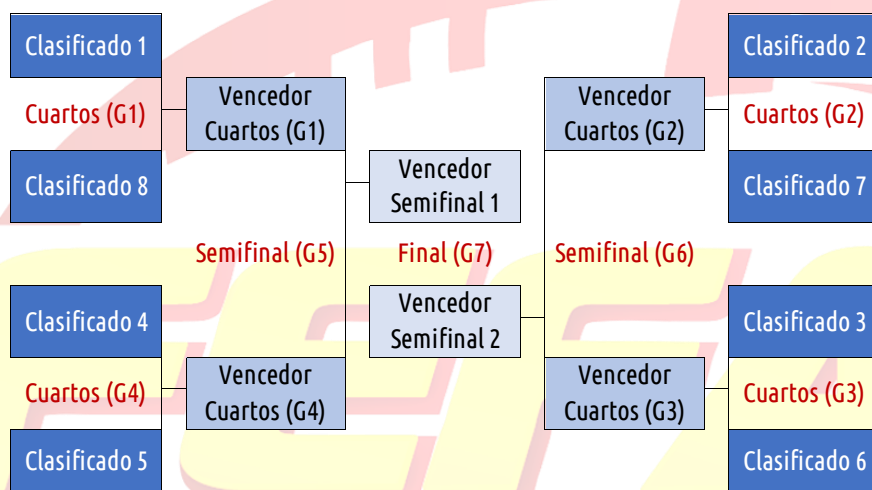 Clasificado 1
Cuartos (G1)
Clasificado 8
Vencedor
Cuartos (G1)
Semifinal (G5)
Clasificado 4
Cuartos (G4)
Clasificado 5
Vencedor
Cuartos (G4)
Vencedor
Semifinal 1
Final (G7)
Vencedor
Semifinal 2
Vencedor
Cuartos (G2)
Semifinal (G6)
Vencedor
Cuartos (G3)
Clasificado 2
Cuartos (G2)
Clasificado 7
Clasificado 3
Cuartos (G3)
Clasificado 6